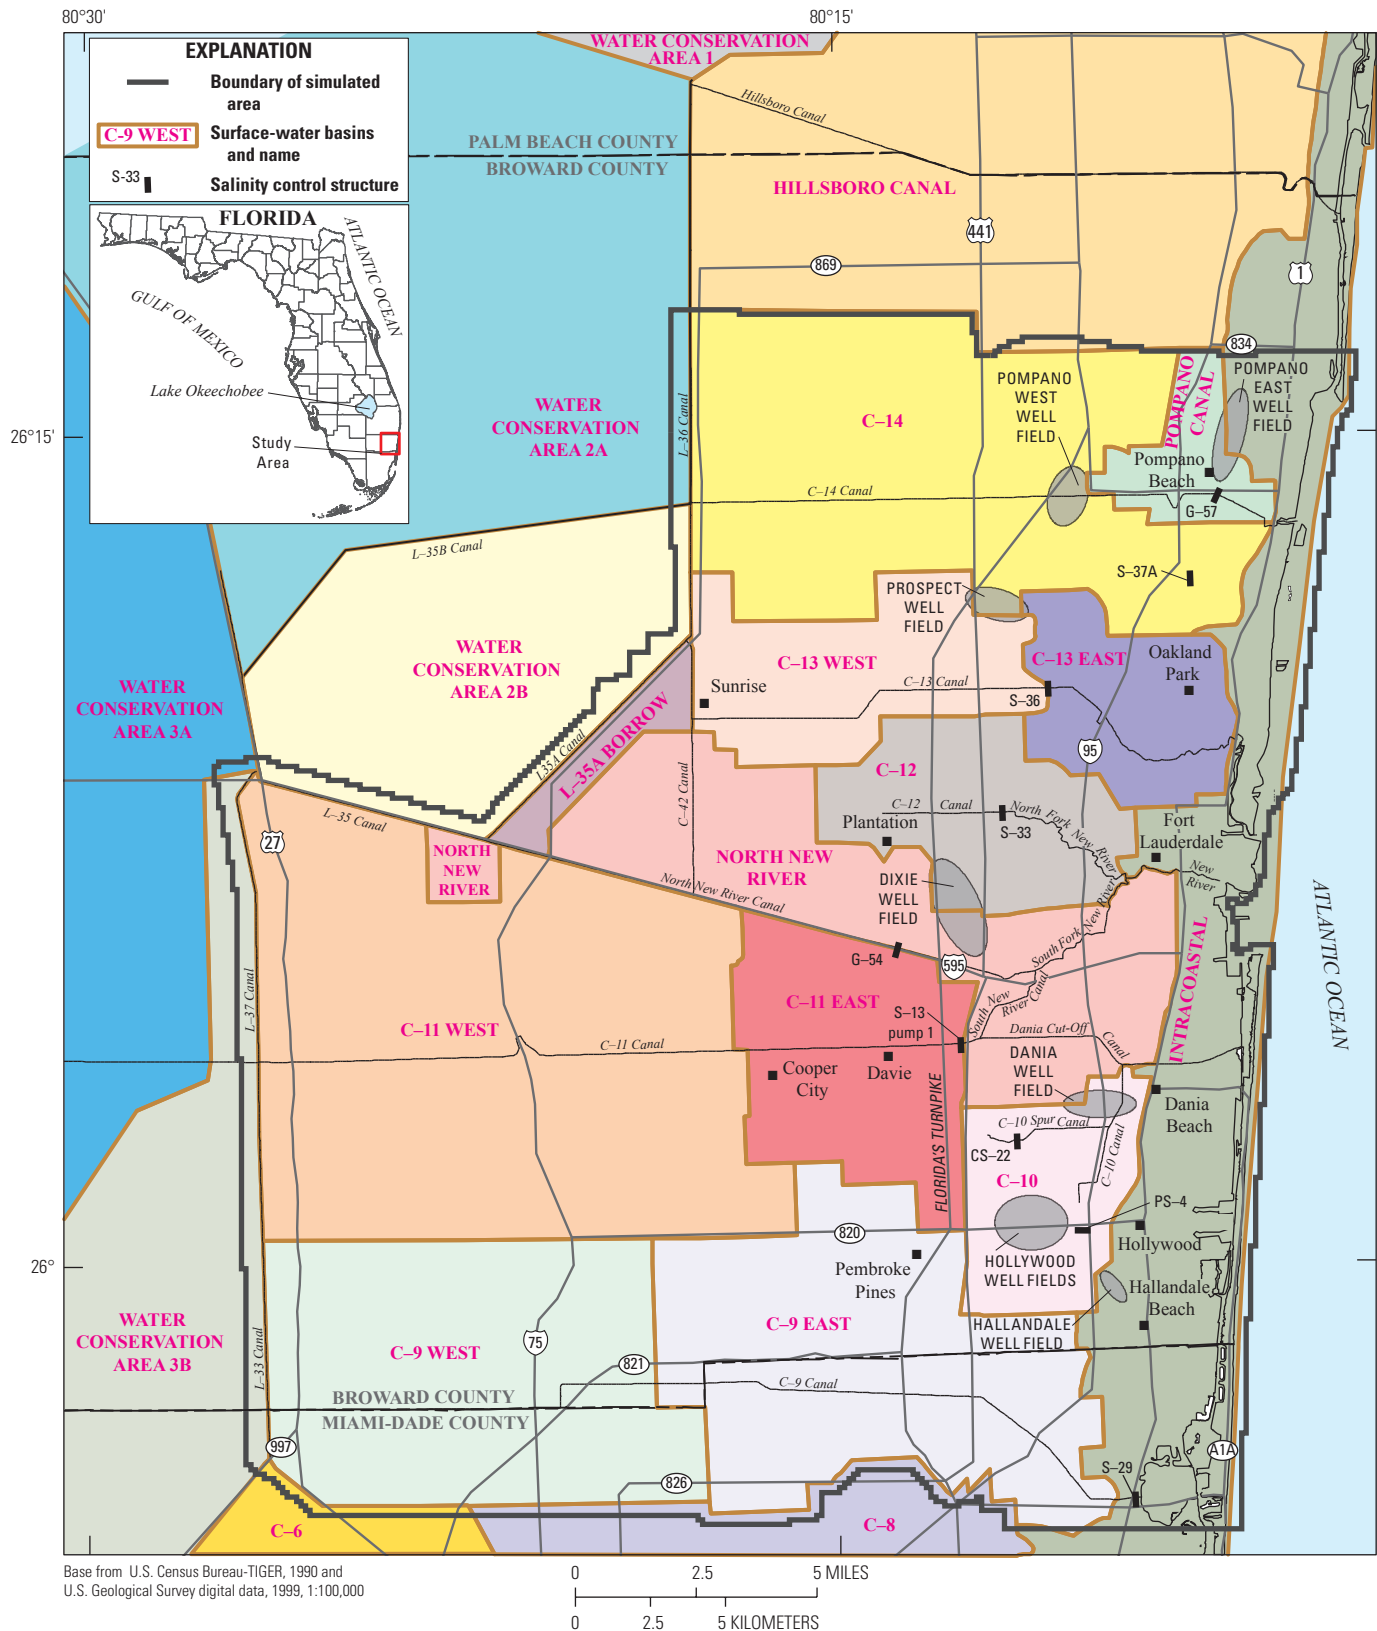 80°30'
80°15'
EXPLANATION
Boundary of simulated
area
C-9 WEST
Surface-water basins
and name
S-33
Salinity control structure
FLORIDA
ATLANTIC OCEAN
GULF OF MEXICO
Lake Okeechobee
Study
Area
WATER CONSERVATION
AREA 1
Hillsboro Canal
PALM BEACH COUNTY
BROWARD COUNTY
HILLSBORO CANAL
441
869
1
834
POMPANO
CANAL
POMPANO
EAST
WELL
FIELD
POMPANO
WEST
WELL
FIELD
WATER
CONSERVATION
AREA 2A
L–36 Canal
C–14
26°15'
Pompano
Beach
C–14 Canal
G–57
L–35B Canal
S–37A
PROSPECT
WELL
FIELD
WATER
CONSERVATION
AREA 2B
C–13 WEST
C–13 EAST
Oakland
Park
WATER
CONSERVATION
AREA 3A
Sunrise
C–13 Canal
S–36
L–35A BORROW
L35A Canal
95
C–12
C–42 Canal
C–12 Canal
North Fork New River
L–35 Canal
Plantation
S–33
Fort
Lauderdale
27
NORTH
NEW
RIVER
NORTH NEW
RIVER
New
River
DIXIE
WELL
FIELD
North New River Canal
South Fork New River
ATLANTIC OCEAN
G–54
595
INTRACOASTAL
L–37 Canal
C–11 EAST
South New
River Canal
S–13
pump 1
C–11 WEST
C–11 Canal
Dania Cut-Off
Canal
DANIA
WELL
FIELD
Cooper
City
Davie
Dania
Beach
FLORIDA'S TURNPIKE
C–10 Spur Canal
CS–22
C–10 Canal
C–10
PS–4
820
Hollywood
HOLLYWOOD
WELL FIELDS
26°
Pembroke
Pines
Hallandale
Beach
WATER
CONSERVATION
AREA 3B
C–9 EAST
HALLANDALE
WELL FIELD
L–33 Canal
C–9 WEST
75
821
C–9 Canal
BROWARD COUNTY
MIAMI-DADE COUNTY
997
A1A
S–29
826
C–6
C–8
Base from U.S. Census Bureau-TIGER, 1990 and
U.S. Geological Survey digital data, 1999, 1:100,000
0 2.5 5 MILES
0 2.5 5 KILOMETERS